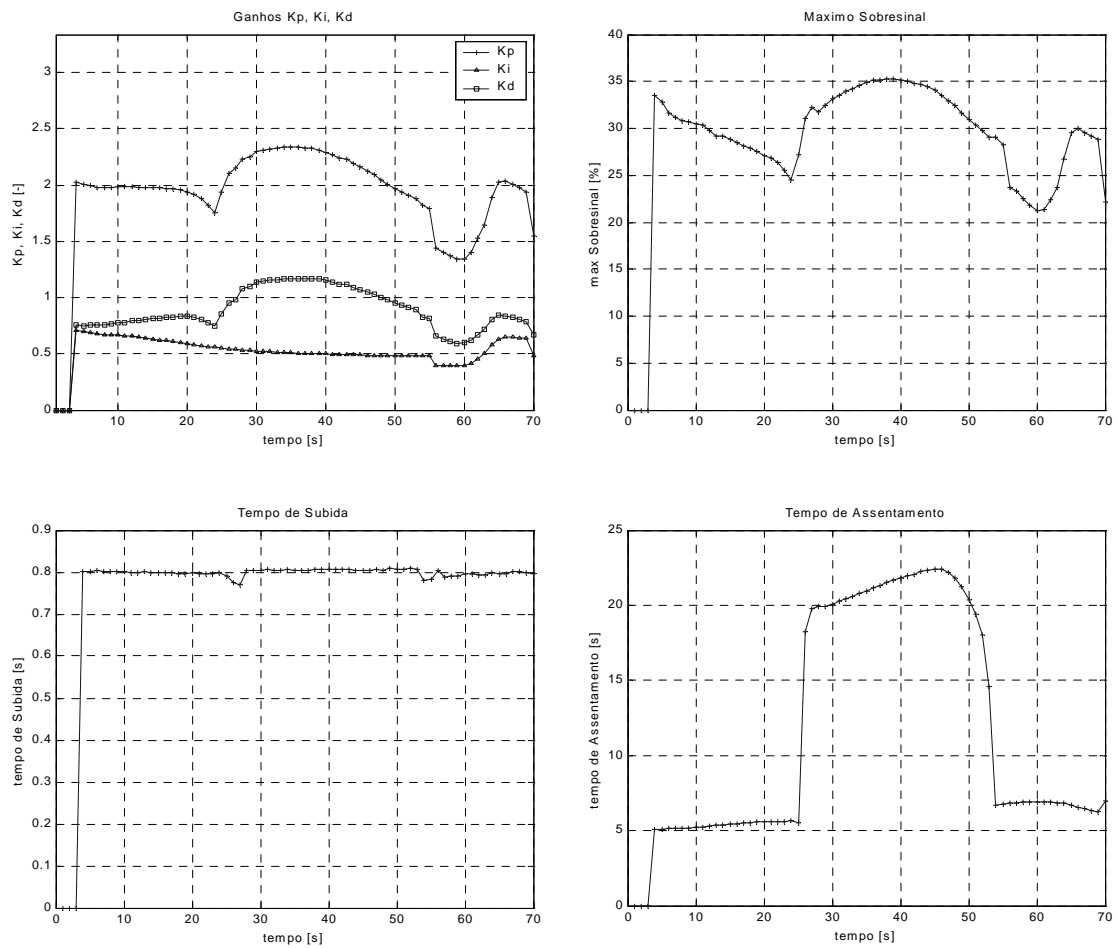 Ganhos Kp, Ki, Kd
Kp
Ki
Kd
3
2.5
2
1.5
1
0.5
0
Kp, Ki, Kd [-]
10 20 30 40 50 60 70
tempo [s]
Maximo Sobresinal
40
35
30
25
20
15
10
5
0
max Sobresinal [%]
0 10 20 30 40 50 60 70
tempo [s]
Tempo de Subida
0.9
0.8
0.7
0.6
0.5
0.4
0.3
0.2
0.1
0
tempo de Subida [s]
0 10 20 30 40 50 60 70
tempo [s]
Tempo de Assentamento
25
20
15
10
5
0
tempo de Assentamento [s]
0 10 20 30 40 50 60 70
tempo [s]